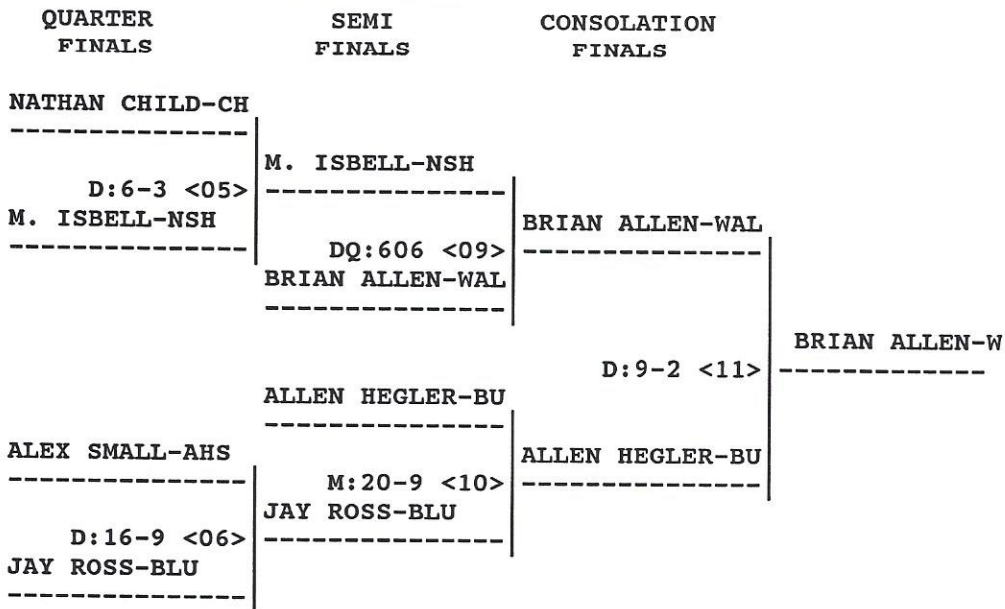 QUARTER SEMI CONSOLATION
FINALS FINALS FINALS
NATHAN CHILD-CH
M. ISBELL-NSH
D:6-3 <05>
M. ISBELL-NSH
BRIAN ALLEN-WAL
DQ:606 <09>
BRIAN ALLEN-WAL
BRIAN ALLEN-W
D:9-2 <11>
ALLEN HEGLER-BU
ALEX SMALL-AHS
ALLEN HEGLER-BU
M:20-9 <10>
JAY ROSS-BLU
D:16-9 <06>
JAY ROSS-BLU